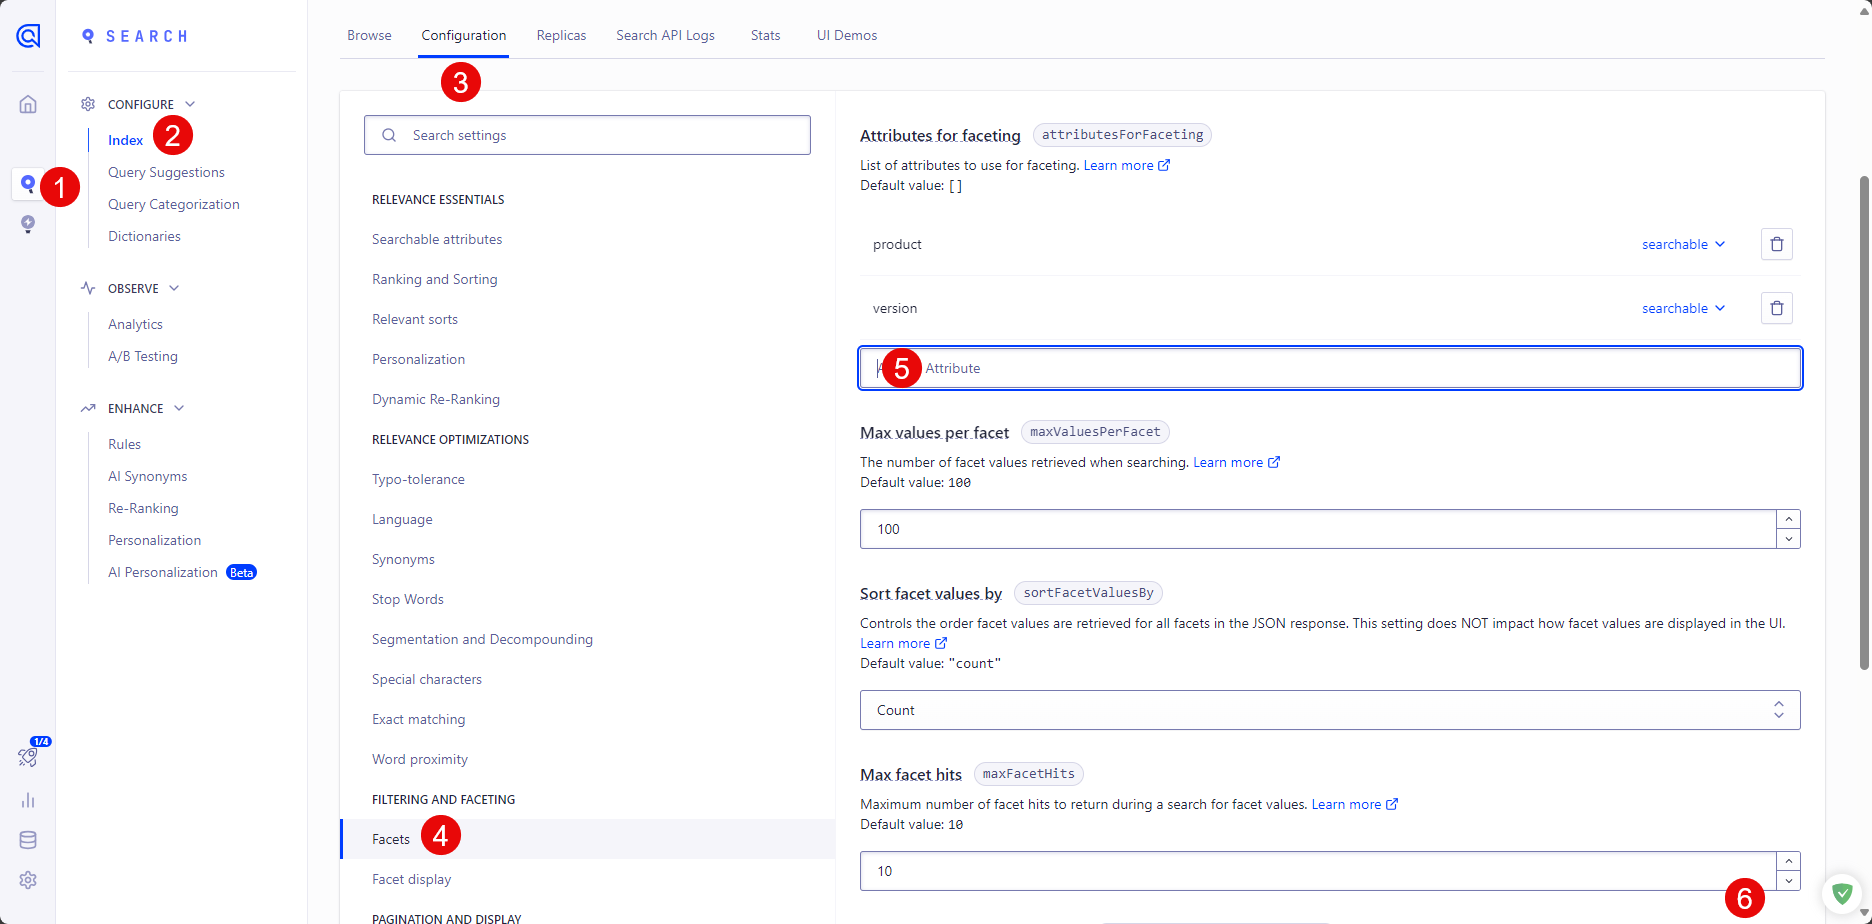 SEARCH
CONFIGURE
Index
2
1
Query Suggestions
Query Categorization
Dictionaries
OBSERVE
Analytics
A/B Testing
ENHANCE
Rules
AI Synonyms
Re-Ranking
Personalization
AI Personalization Beta
1/4
Browse Configuration Replicas Search API Logs Stats UI Demos
3
Search settings
RELEVANCE ESSENTIALS
Searchable attributes
Ranking and Sorting
Relevant sorts
Personalization
Dynamic Re-Ranking
RELEVANCE OPTIMIZATIONS
Typo-tolerance
Language
Synonyms
Stop Words
Segmentation and Decompounding
Special characters
Exact matching
Word proximity
FILTERING AND FACETING
Facets
4
Facet display
PAGINATION AND DISPLAY
Attributes for faceting attributesForFaceting
List of attributes to use for faceting. Learn more
Default value: []
product searchable
version searchable
5 Attribute
Max values per facet maxValuesPerFacet
The number of facet values retrieved when searching. Learn more
Default value: 100
100
Sort facet values by sortFacetValuesBy
Controls the order facet values are retrieved for all facets in the JSON response. This setting does NOT impact how facet values are displayed in the UI.
Learn more
Default value: "count"
Count
Max facet hits maxFacetHits
Maximum number of facet hits to return during a search for facet values. Learn more
Default value: 10
10
6